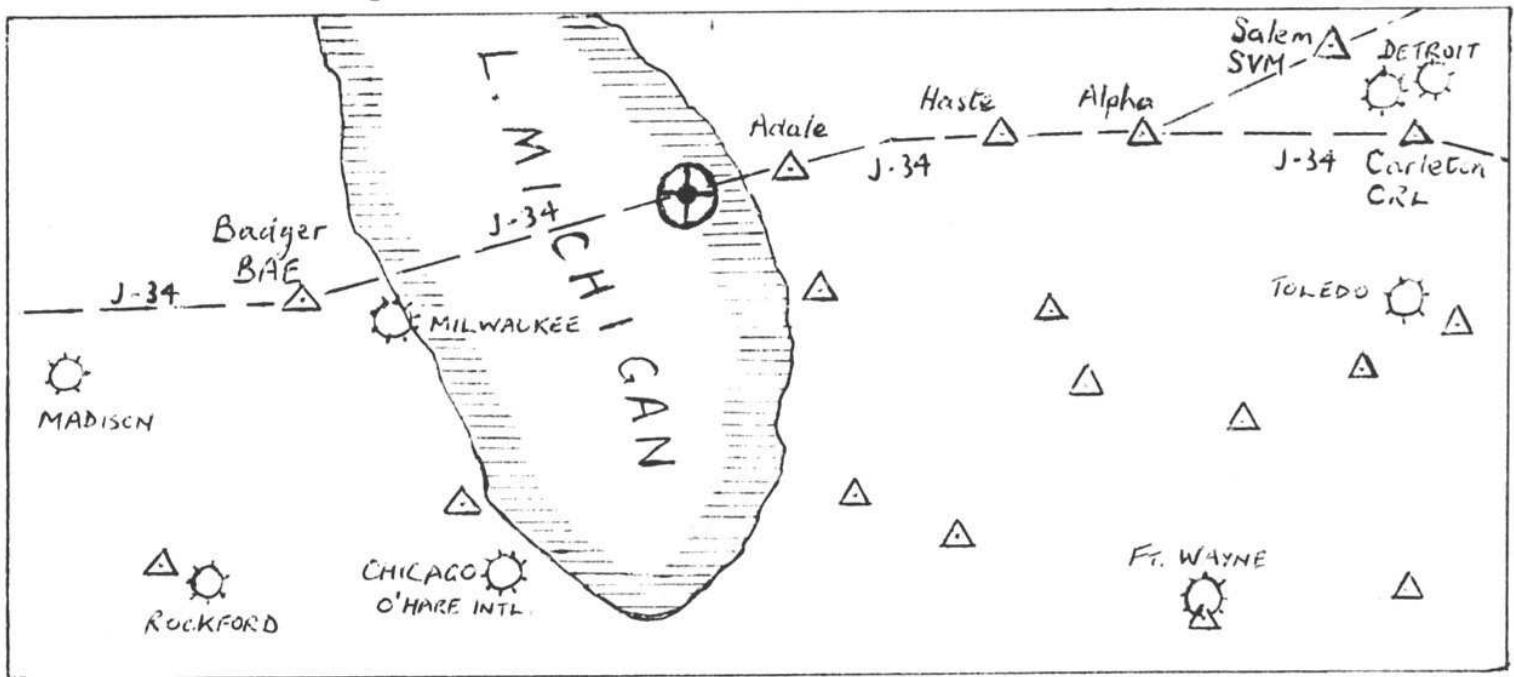 Salem
SVM
DETROIT
Haste
Alpha
Adale
J-34
J-34
Carleton
CRL
L. MICHIGAN
J-34
Badger
BAE
J-34
MILWAUKEE
TOLEDO
MADISON
CHICAGO
O'HARE INTL.
FT. WAYNE
ROCKFORD